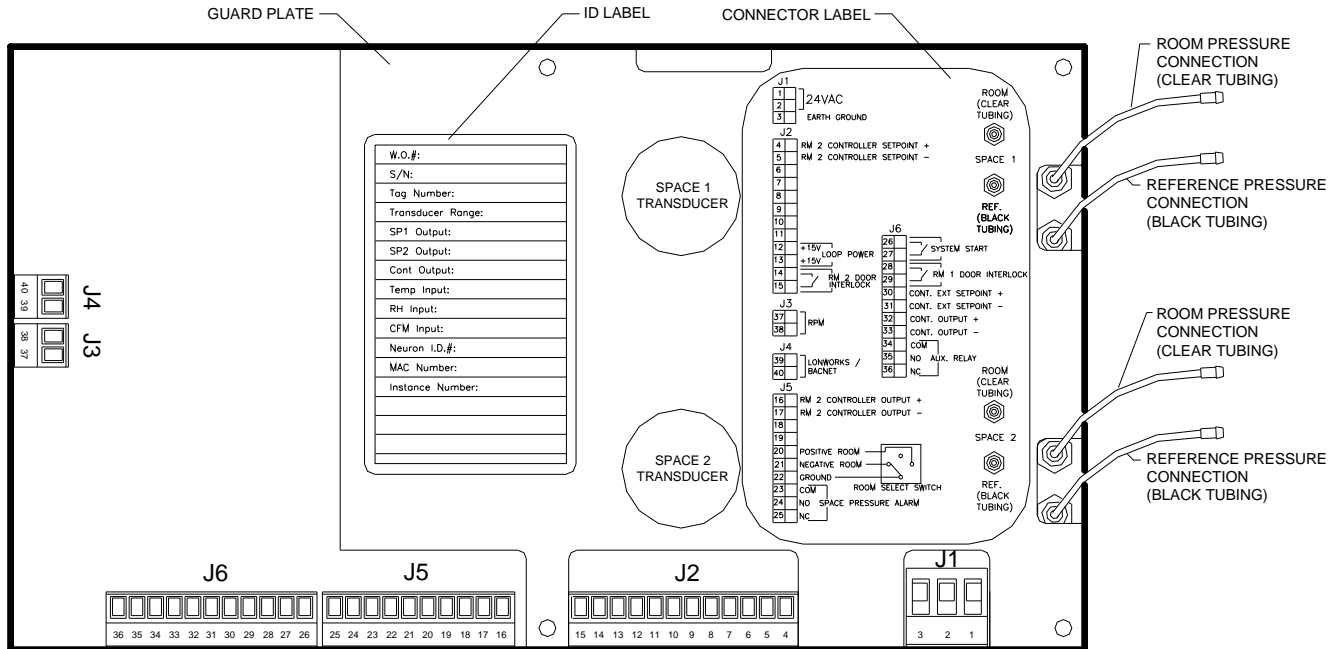 GUARD PLATE
ID LABEL
CONNECTOR LABEL
ROOM PRESSURE
CONNECTION
(CLEAR TUBING)
REFERENCE PRESSURE
CONNECTION
(BLACK TUBING)
ROOM PRESSURE
CONNECTION
(CLEAR TUBING)
REFERENCE PRESSURE
CONNECTION
(BLACK TUBING)
J4
40 39
J3
38 37
W.O.#:
S/N:
Tag Number:
Transducer Range:
SP1 Output:
SP2 Output:
Cont Output:
Temp Input:
RH Input:
CFM Input:
Neuron I.D.#:
MAC Number:
Instance Number:
SPACE 1
TRANSDUCER
SPACE 2
TRANSDUCER
J1
1
2
24VAC
3 EARTH GROUND
J2
4 RM 2 CONTROLLER SETPOINT +
5 RM 2 CONTROLLER SETPOINT -
6
7
8
9
10
11
12 +15V
LOOP POWER
13 +15V
14
RM 2 DOOR
INTERLOCK
15
J3
37
RPM
38
J4
39
LONWORKS /
BACNET
40
J5
16 RM 2 CONTROLLER OUTPUT +
17 RM 2 CONTROLLER OUTPUT -
18
19
20 POSITIVE ROOM
21 NEGATIVE ROOM
22 GROUND
ROOM SELECT SWITCH
23 COM
24 NO SPACE PRESSURE ALARM
25 NC
J6
26
SYSTEM START
27
28
RM 1 DOOR INTERLOCK
29
30 CONT. EXT SETPOINT +
31 CONT. EXT SETPOINT -
32 CONT. OUTPUT +
33 CONT. OUTPUT -
34 COM
35 NO AUX. RELAY
36 NC
ROOM
(CLEAR
TUBING)
SPACE 1
REF.
(BLACK
TUBING)
ROOM
(CLEAR
TUBING)
SPACE 2
REF.
(BLACK
TUBING)
J6
36 35 34 33 32 31 30 29 28 27 26
J5
25 24 23 22 21 20 19 18 17 16
J2
15 14 13 12 11 10 9 8 7 6 5 4
J1
3 2 1